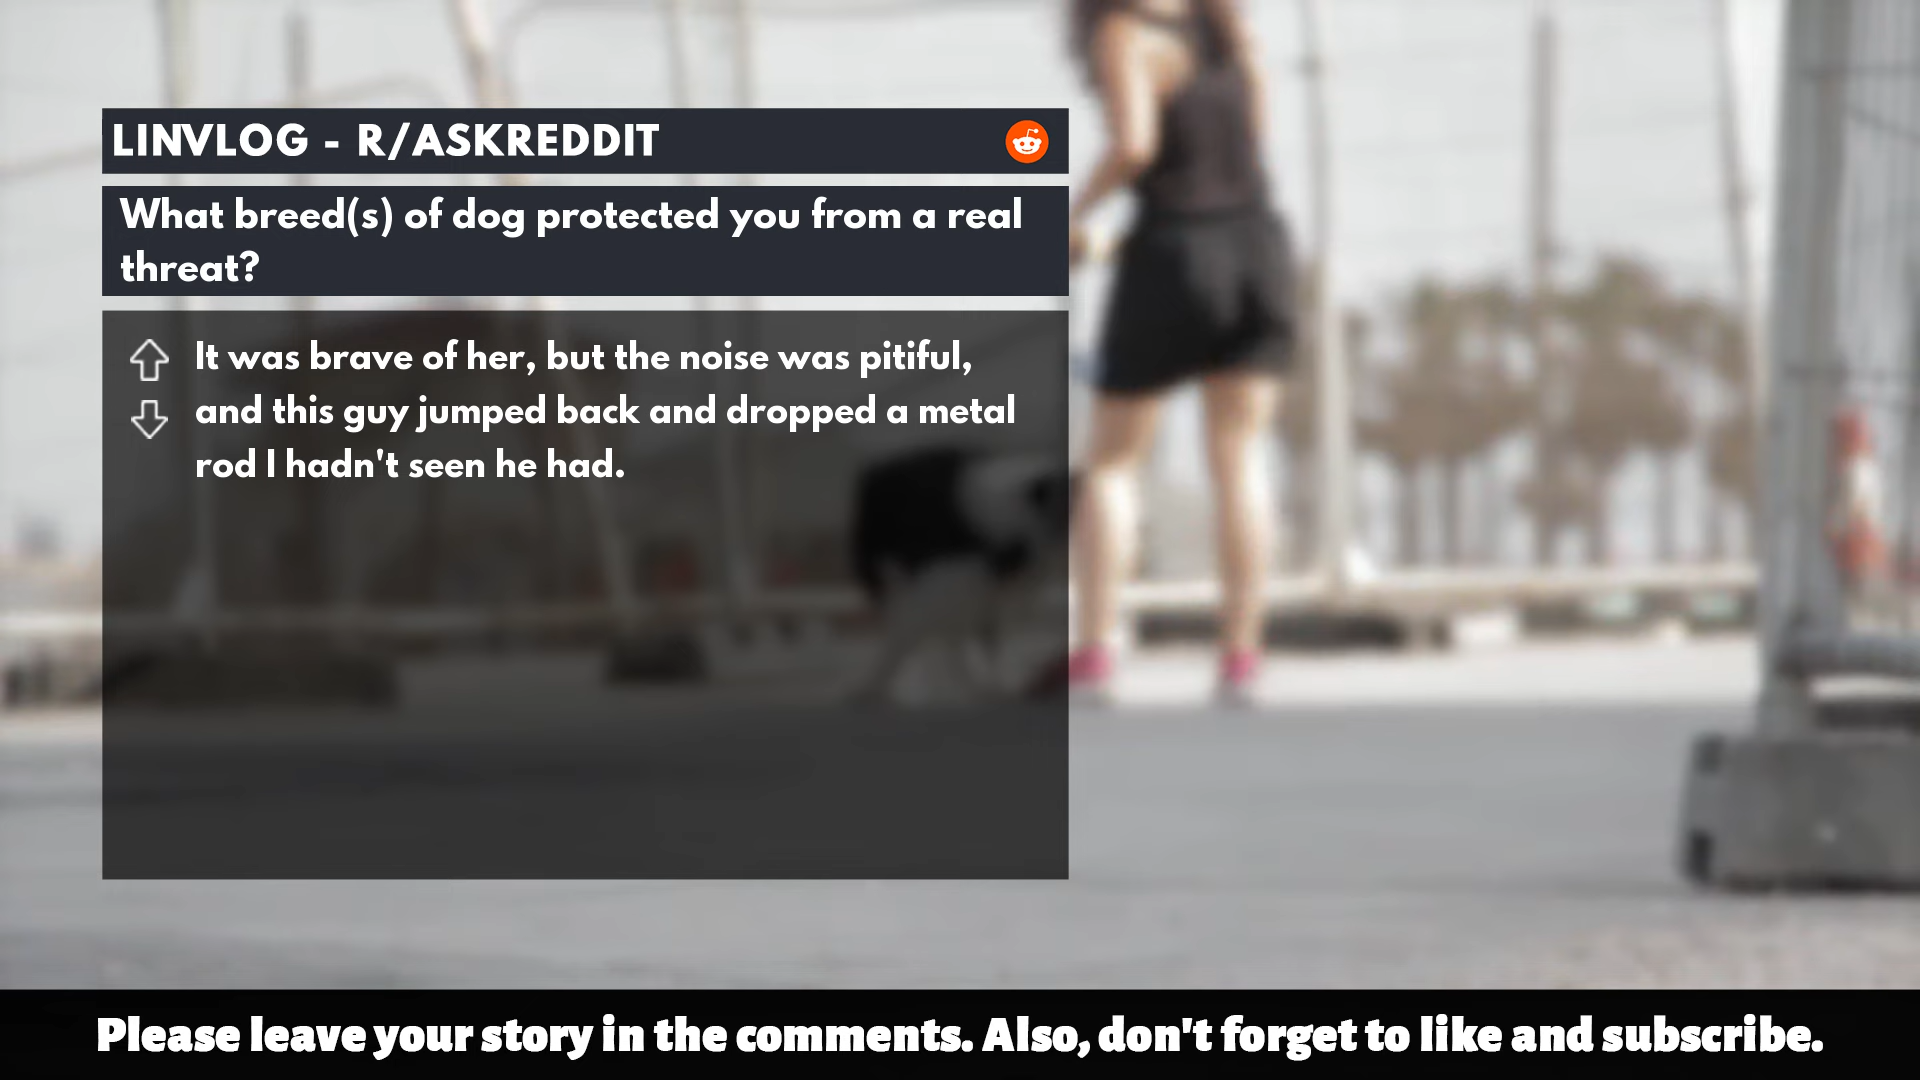 LINVLOG - R/ASKREDDIT
What breed(s) of dog protected you from a real
threat?
It was brave of her, but the noise was pitiful,
and this guy jumped back and dropped a metal
rod I hadn't seen he had.
Please leave your story in the comments. Also, don't forget to like and subscribe.